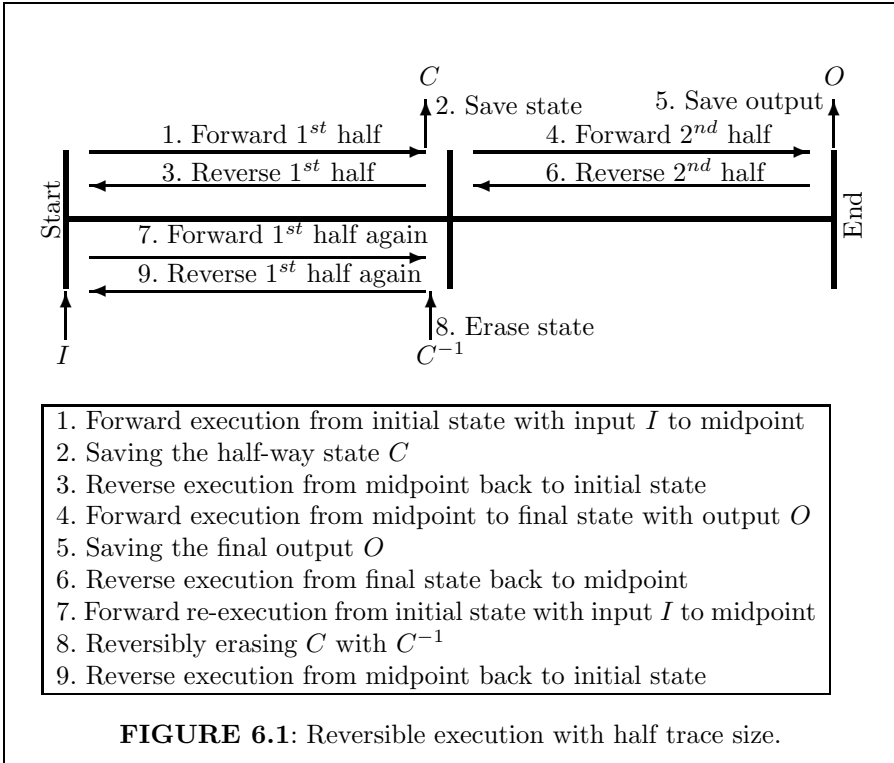 C
O
2. Save state
5. Save output
1. Forward 1st half
4. Forward 2nd half
3. Reverse 1st half
6. Reverse 2nd half
Start
End
7. Forward 1st half again
9. Reverse 1st half again
8. Erase state
I
C−1
1. Forward execution from initial state with input I to midpoint
2. Saving the half-way state C
3. Reverse execution from midpoint back to initial state
4. Forward execution from midpoint to final state with output O
5. Saving the final output O
6. Reverse execution from final state back to midpoint
7. Forward re-execution from initial state with input I to midpoint
8. Reversibly erasing C with C−1
9. Reverse execution from midpoint back to initial state
FIGURE 6.1: Reversible execution with half trace size.